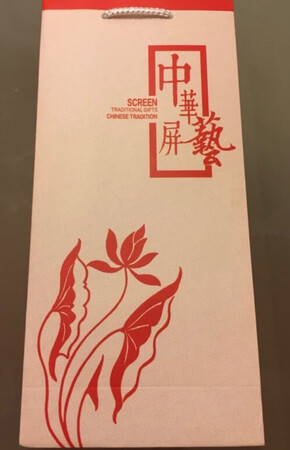 中華屏藝
SCREEN
TRADITIONAL GIFTS
CHINESE TRADITION